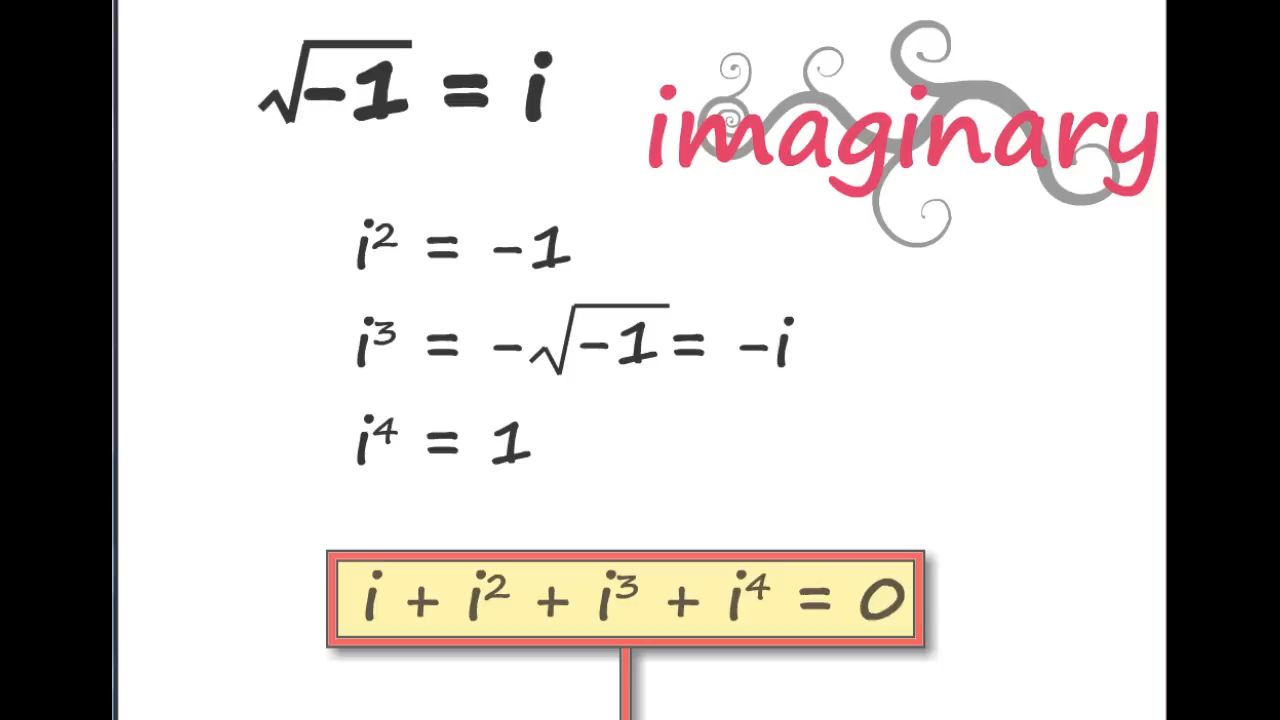 √-1 = i
imaginary
i² = -1
i³ = -√-1 = -i
i⁴ = 1
i + i² + i³ + i⁴ = 0